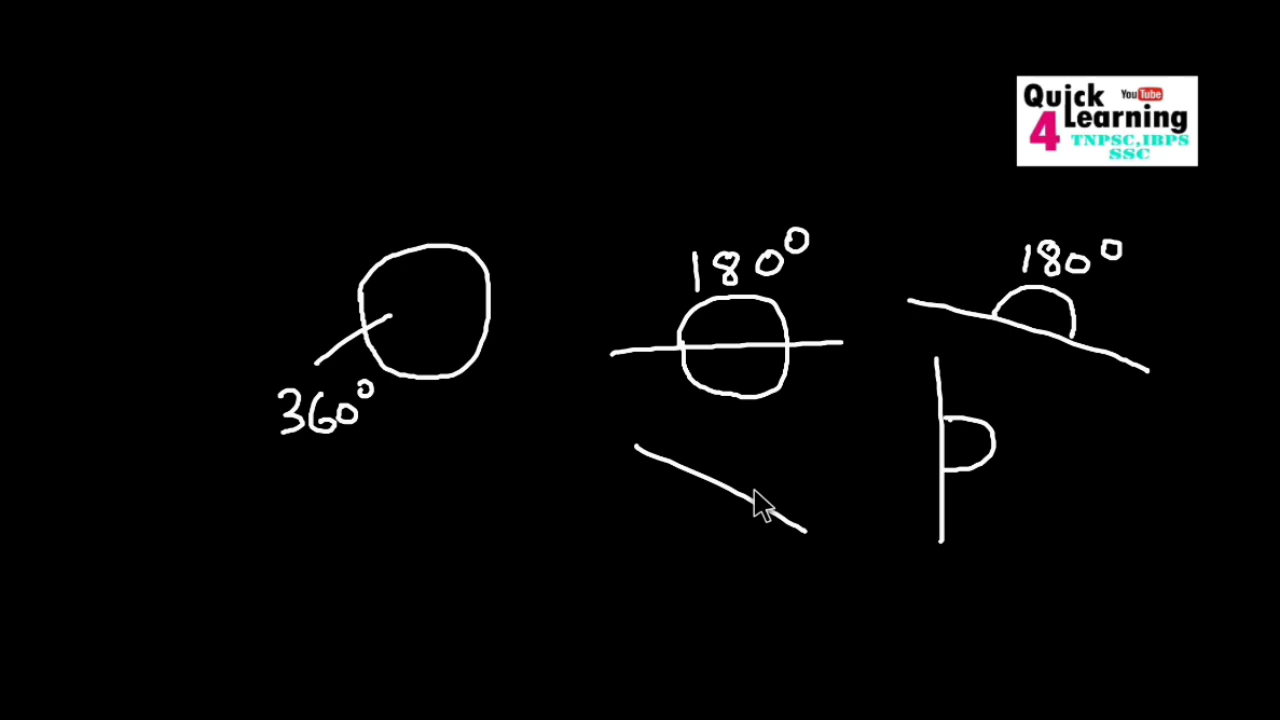 Quick YouTube
4 Learning
TNPSC,IBPS
SSC
180°
180°
360°